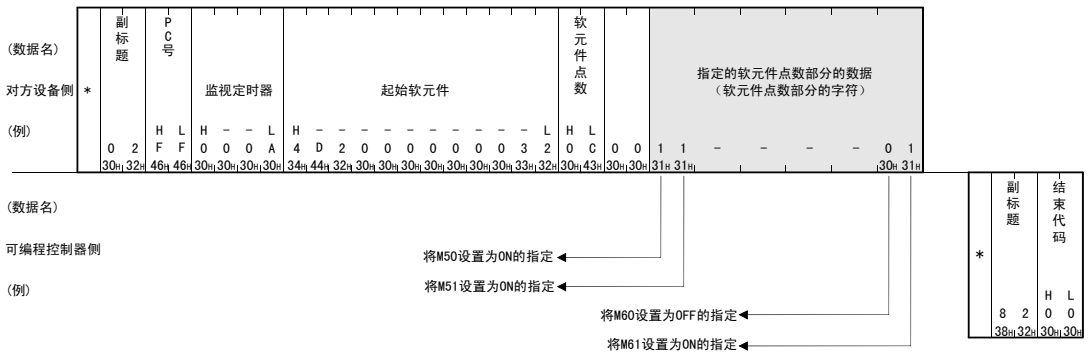 (数据名)
副标题
PC号
软元件点数
对方设备侧
*
监视定时器
起始软元件
指定的软元件点数部分的数据
(软元件点数部分的字符)
(例)
H L H - - L H - - - - - - - - - - L H L
0 2 F F 0 0 0 A 4 D 2 0 0 0 0 0 0 0 3 2 0 C 0 0 1 1 - - - - 0 1
30H 32H 46H 46H 30H 30H 30H 30H 34H 44H 32H 30H 30H 30H 30H 30H 30H 30H 33H 32H 30H 43H 30H 30H 31H 31H 30H 31H
(数据名)
副标题
结束代码
可编程控制器侧
*
将M50设置为ON的指定
(例)
将M51设置为ON的指定
H L
将M60设置为OFF的指定
8 2 0 0
38H 32H 30H 30H
将M61设置为ON的指定